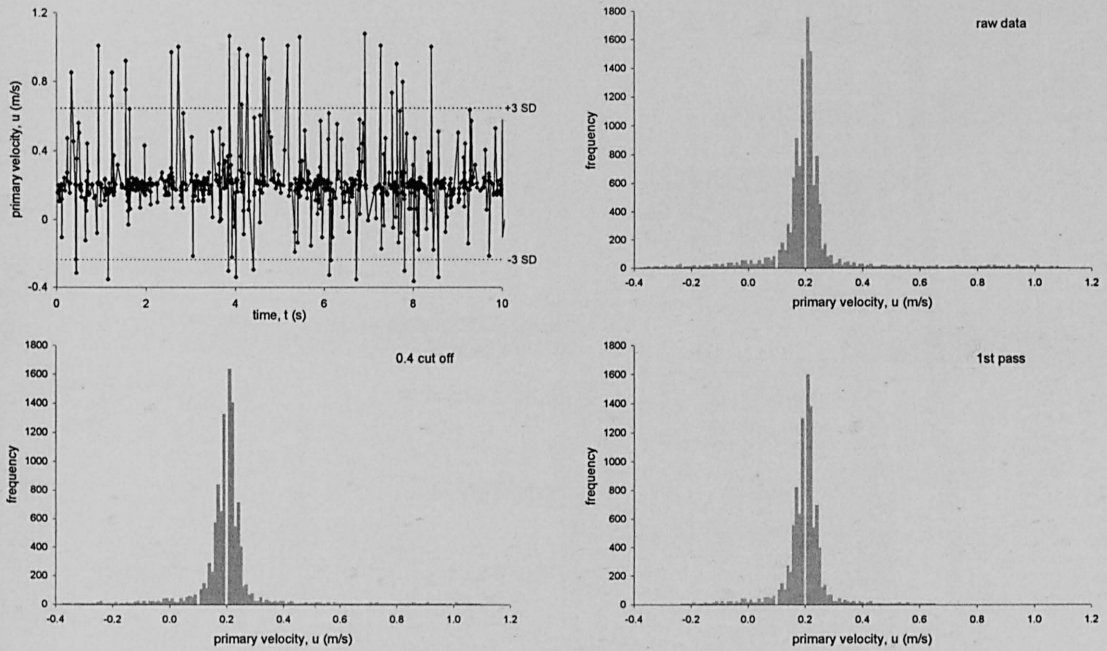 1.2
0.8
0.4
0
-0.4
primary velocity, u (m/s)
+3 SD
-3 SD
0 2 4 6 8 10
time, t (s)
raw data
1800
1600
1400
1200
1000
800
600
400
200
0
frequency
-0.4 -0.2 0.0 0.2 0.4 0.6 0.8 1.0 1.2
primary velocity, u (m/s)
0.4 cut off
1800
1600
1400
1200
1000
800
600
400
200
0
frequency
-0.4 -0.2 0.0 0.2 0.4 0.6 0.8 1.0 1.2
primary velocity, u (m/s)
1st pass
1800
1600
1400
1200
1000
800
600
400
200
0
frequency
-0.4 -0.2 0.0 0.2 0.4 0.6 0.8 1.0 1.2
primary velocity, u (m/s)